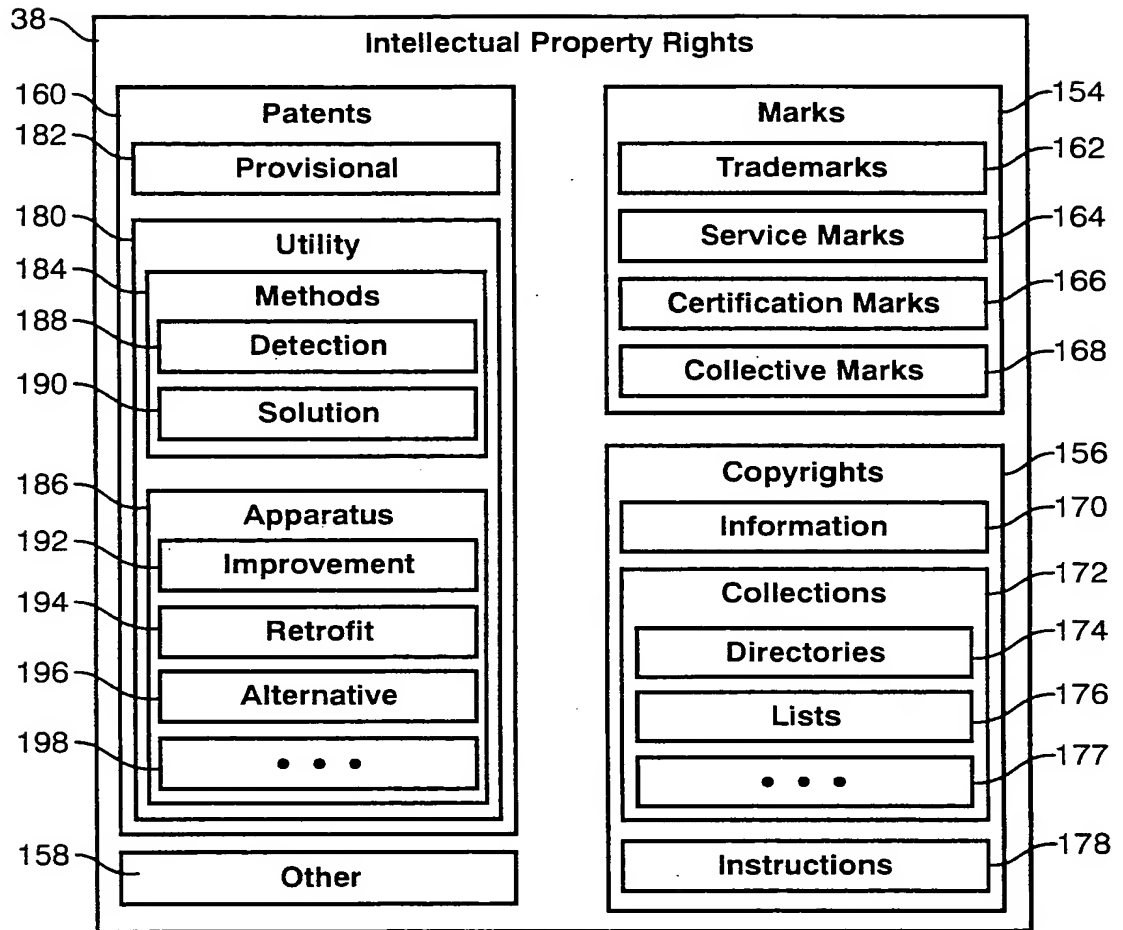 38
Intellectual Property Rights
160
Patents
182
Provisional
180
Utility
184
Methods
188
Detection
190
Solution
186
Apparatus
192
Improvement
194
Retrofit
196
Alternative
198
• • •
158
Other
Marks
154
Trademarks
162
Service Marks
164
Certification Marks
166
Collective Marks
168
Copyrights
156
Information
170
Collections
172
Directories
174
Lists
176
• • •
177
Instructions
178